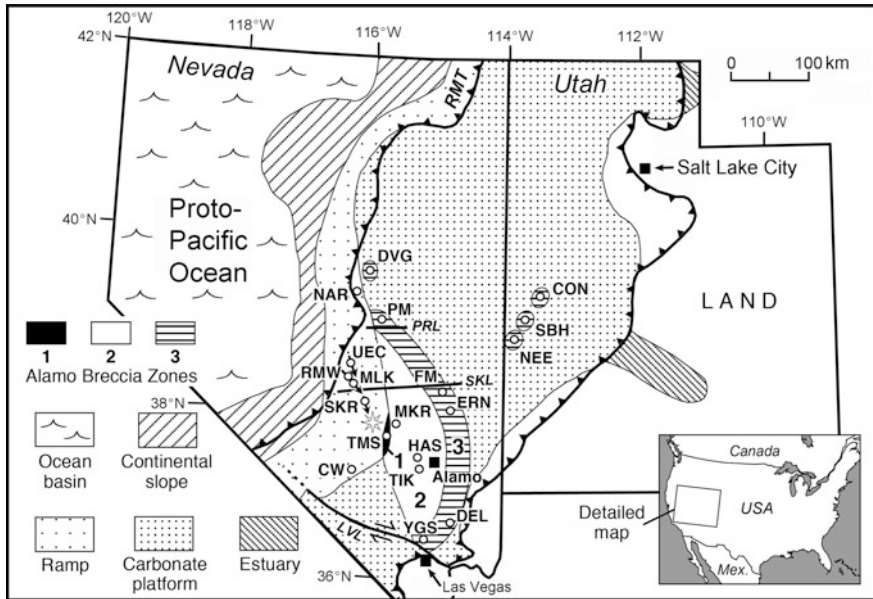 120°W
118°W
116°W
114°W
112°W
42°N
Nevada
RMT
Utah
0
100 km
110°W
Salt Lake City
40°N
Proto-
Pacific
Ocean
DVG
NAR
CON
LAND
PM
SBH
PRL
NEE
1
2
3
Alamo Breccia Zones
UEC
RMW
MLK
FM
SKL
38°N
SKR
ERN
MKR
TMS
HAS
3
CW
1
TIK
Alamo
2
Ocean
basin
Continental
slope
LVL
YGS
DEL
Ramp
Carbonate
platform
Estuary
36°N
Las Vegas
Canada
USA
Detailed
map
Mex.